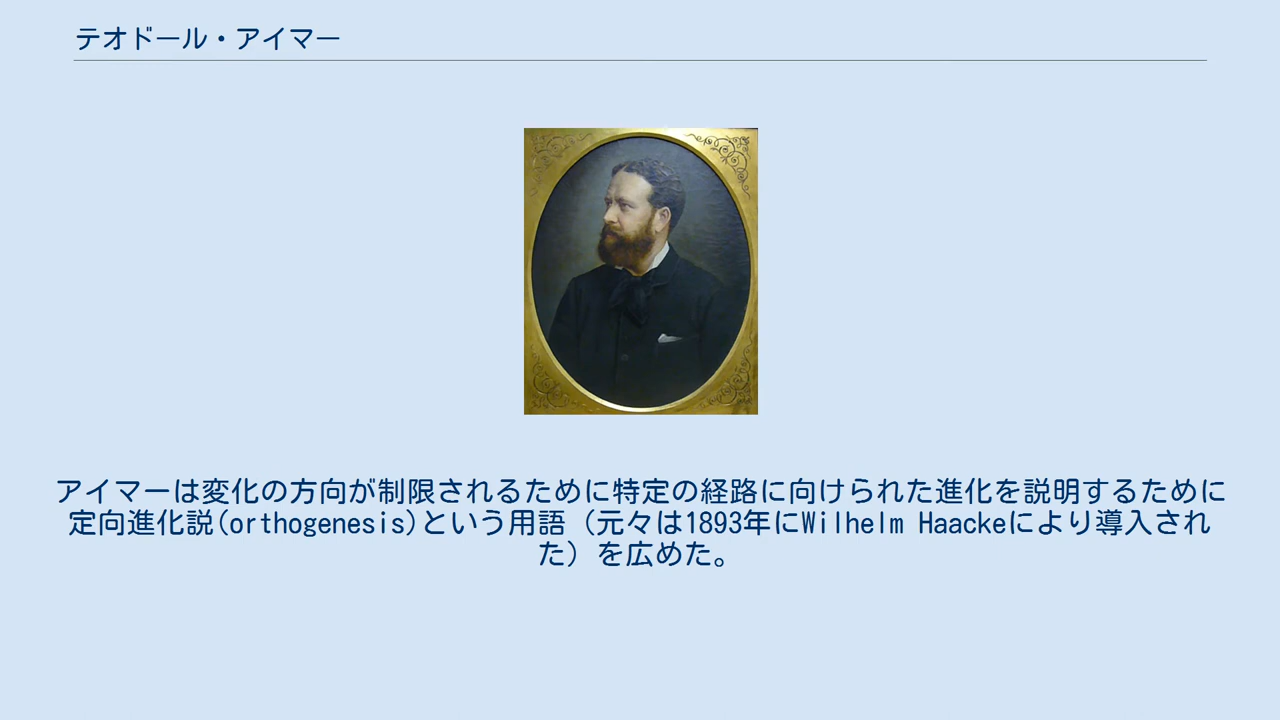 テオドール・アイマー
アイマーは変化の方向が制限されるために特定の経路に向けられた進化を説明するために
定向進化説(orthogenesis)という用語（元々は1893年にWilhelm Haackeにより導入され
た）を広めた。